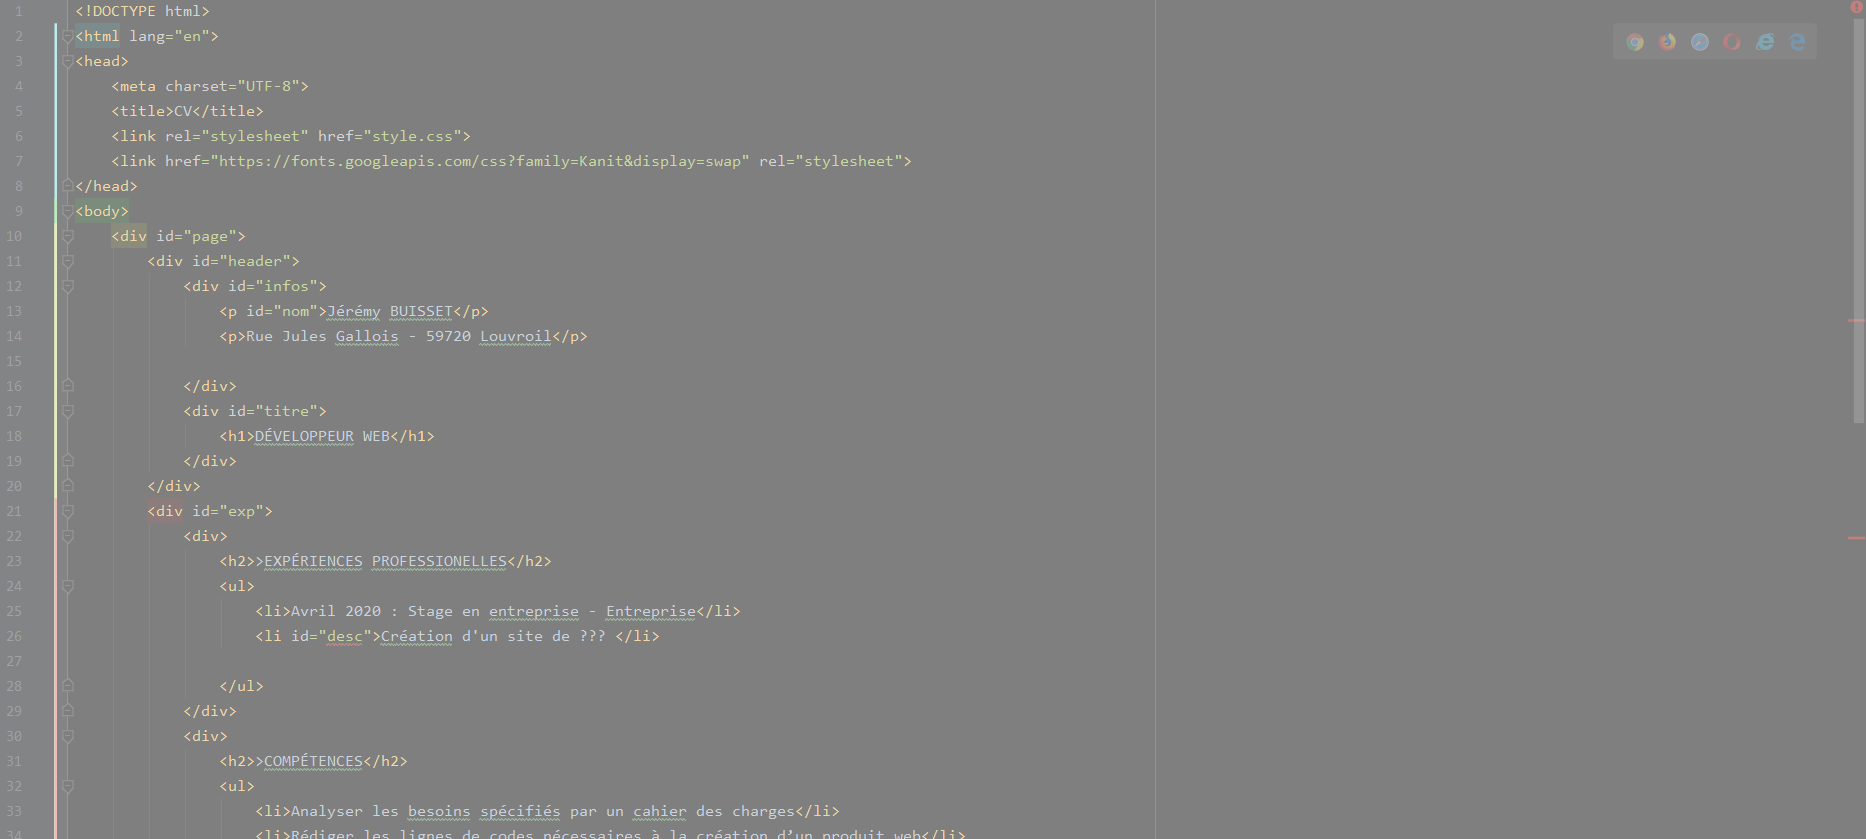 1 <!DOCTYPE html>
2 <html lang="en">
3 <head>
4 <meta charset="UTF-8">
5 <title>CV</title>
6 <link rel="stylesheet" href="style.css">
7 <link href="https://fonts.googleapis.com/css?family=Kanit&display=swap" rel="stylesheet">
8 </head>
9 <body>
10 <div id="page">
11 <div id="header">
12 <div id="infos">
13 <p id="nom">Jérémy BUISSET</p>
14 <p>Rue Jules Gallois - 59720 Louvroil</p>
15
16 </div>
17 <div id="titre">
18 <h1>DÉVELOPPEUR WEB</h1>
19 </div>
20 </div>
21 <div id="exp">
22 <div>
23 <h2>>EXPÉRIENCES PROFESSIONELLES</h2>
24 <ul>
25 <li>Avril 2020 : Stage en entreprise - Entreprise</li>
26 <li id="desc">Création d'un site de ??? </li>
27
28 </ul>
29 </div>
30 <div>
31 <h2>>COMPÉTENCES</h2>
32 <ul>
33 <li>Analyser les besoins spécifiés par un cahier des charges</li>
34 <li>Rédiger les lignes de codes nécessaires à la création d’un produit web</li>